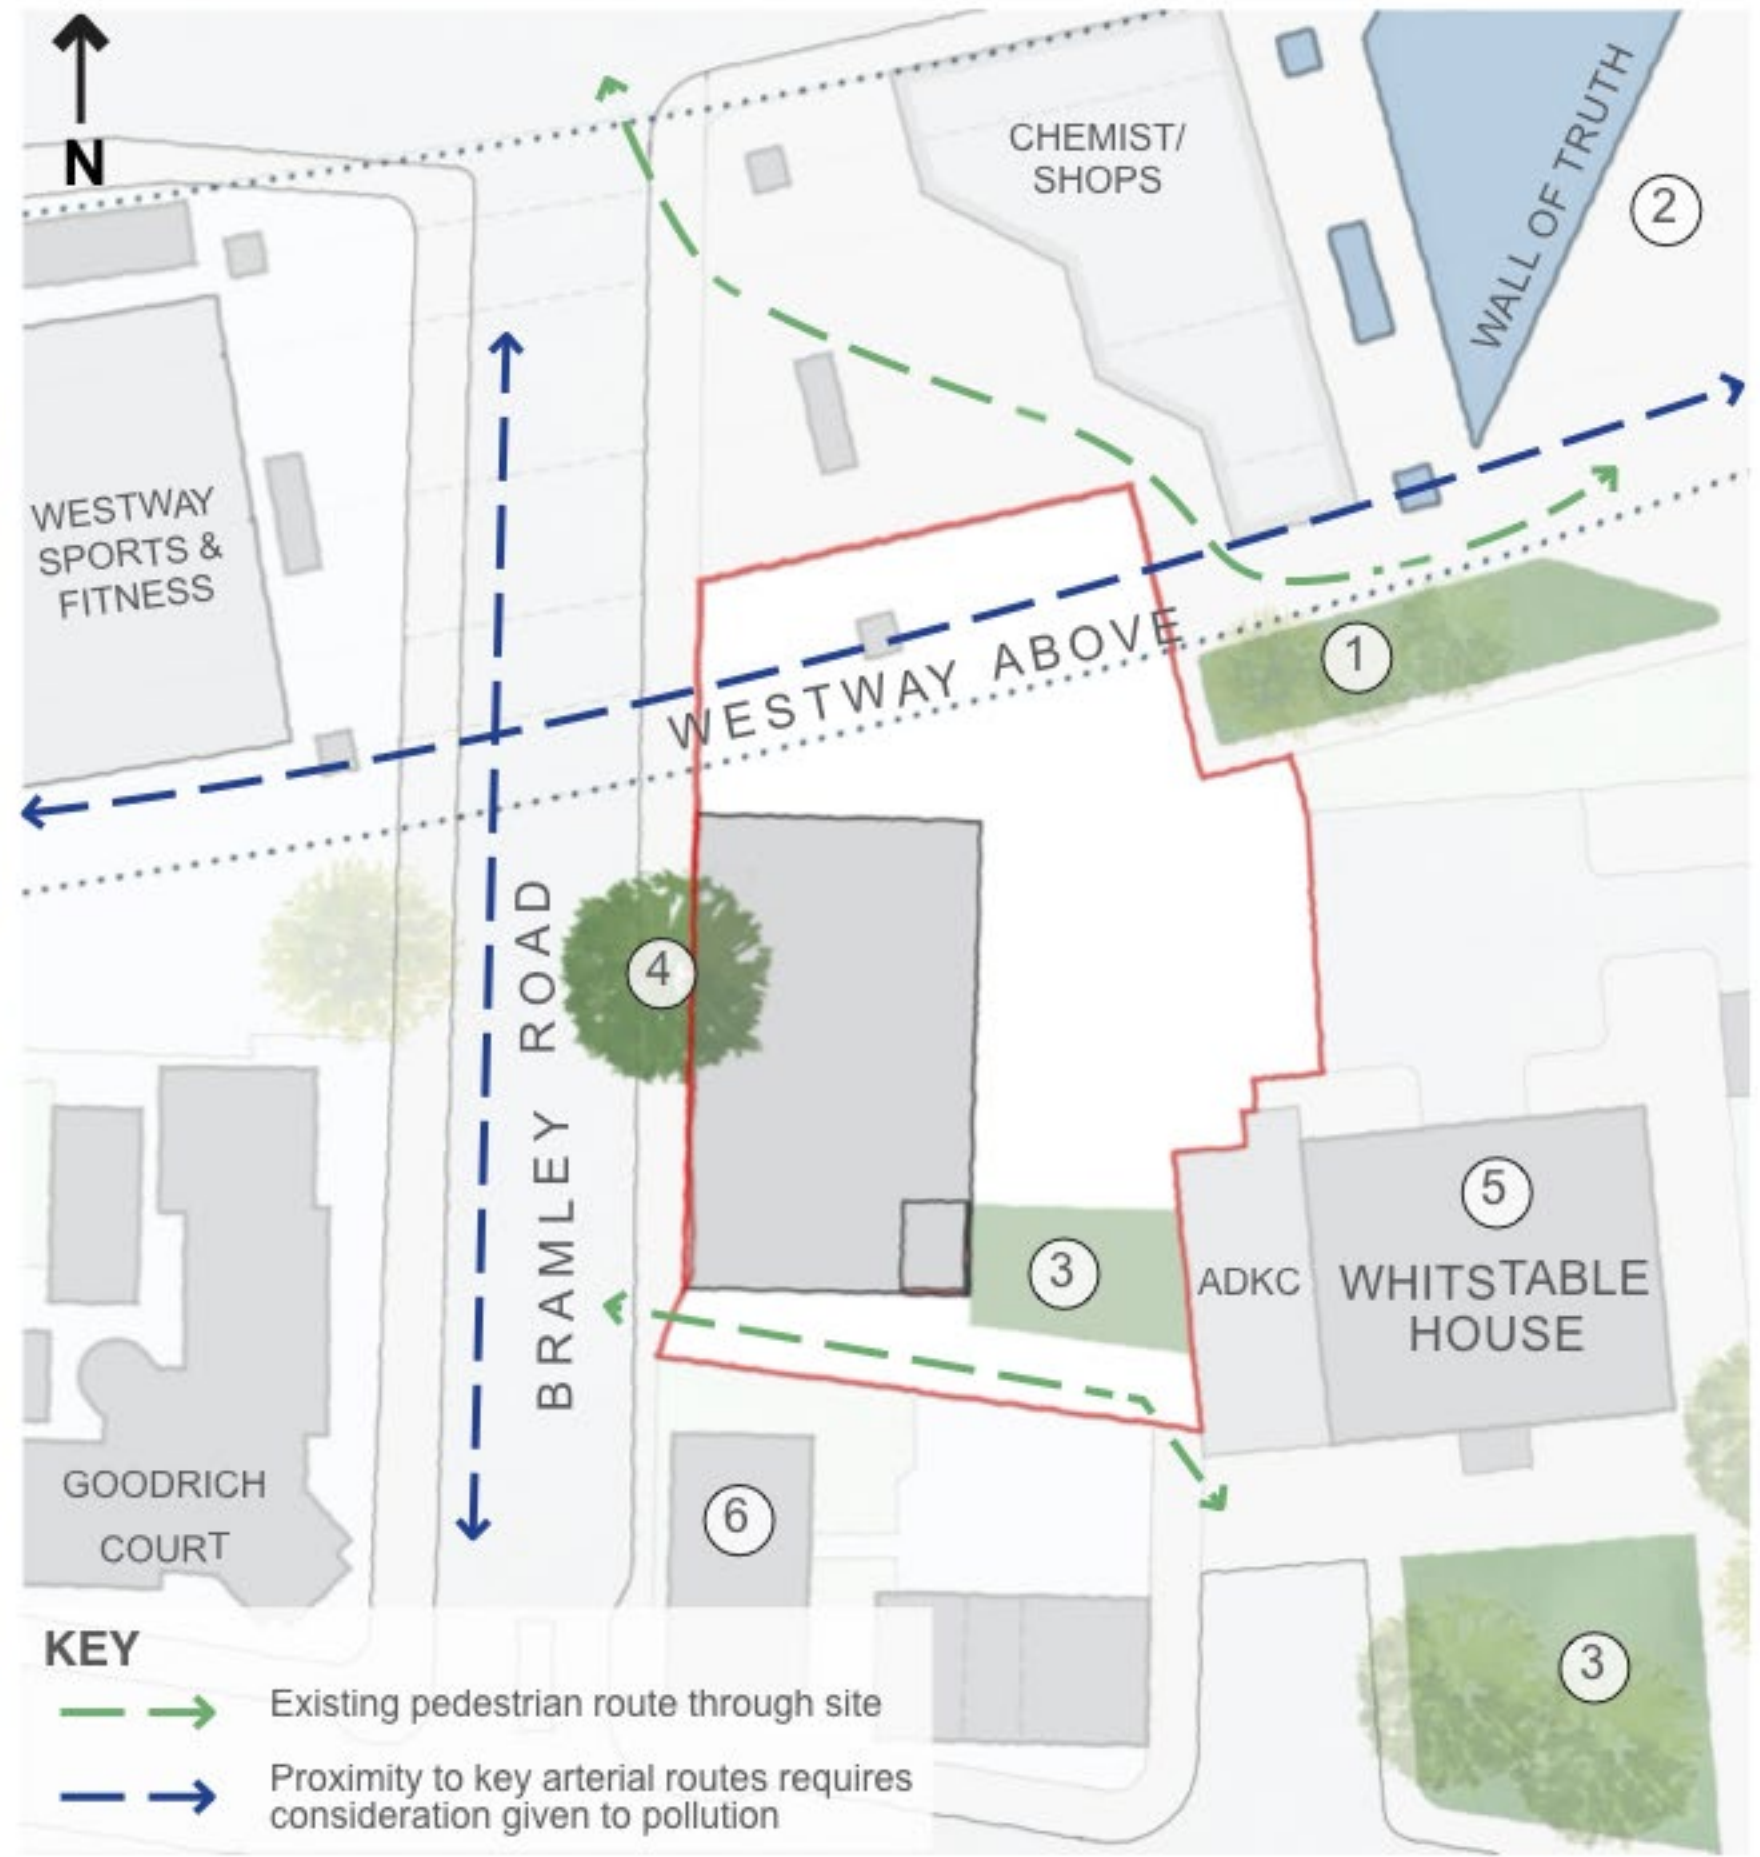 N
CHEMIST/
SHOPS
WALL OF TRUTH
2
WESTWAY
SPORTS &
FITNESS
WESTWAY ABOVE
1
BRAMLEY ROAD
4
5
ADKC
WHITSTABLE
HOUSE
3
6
GOODRICH
COURT
3
KEY
Existing pedestrian route through site
Proximity to key arterial routes requires
consideration given to pollution